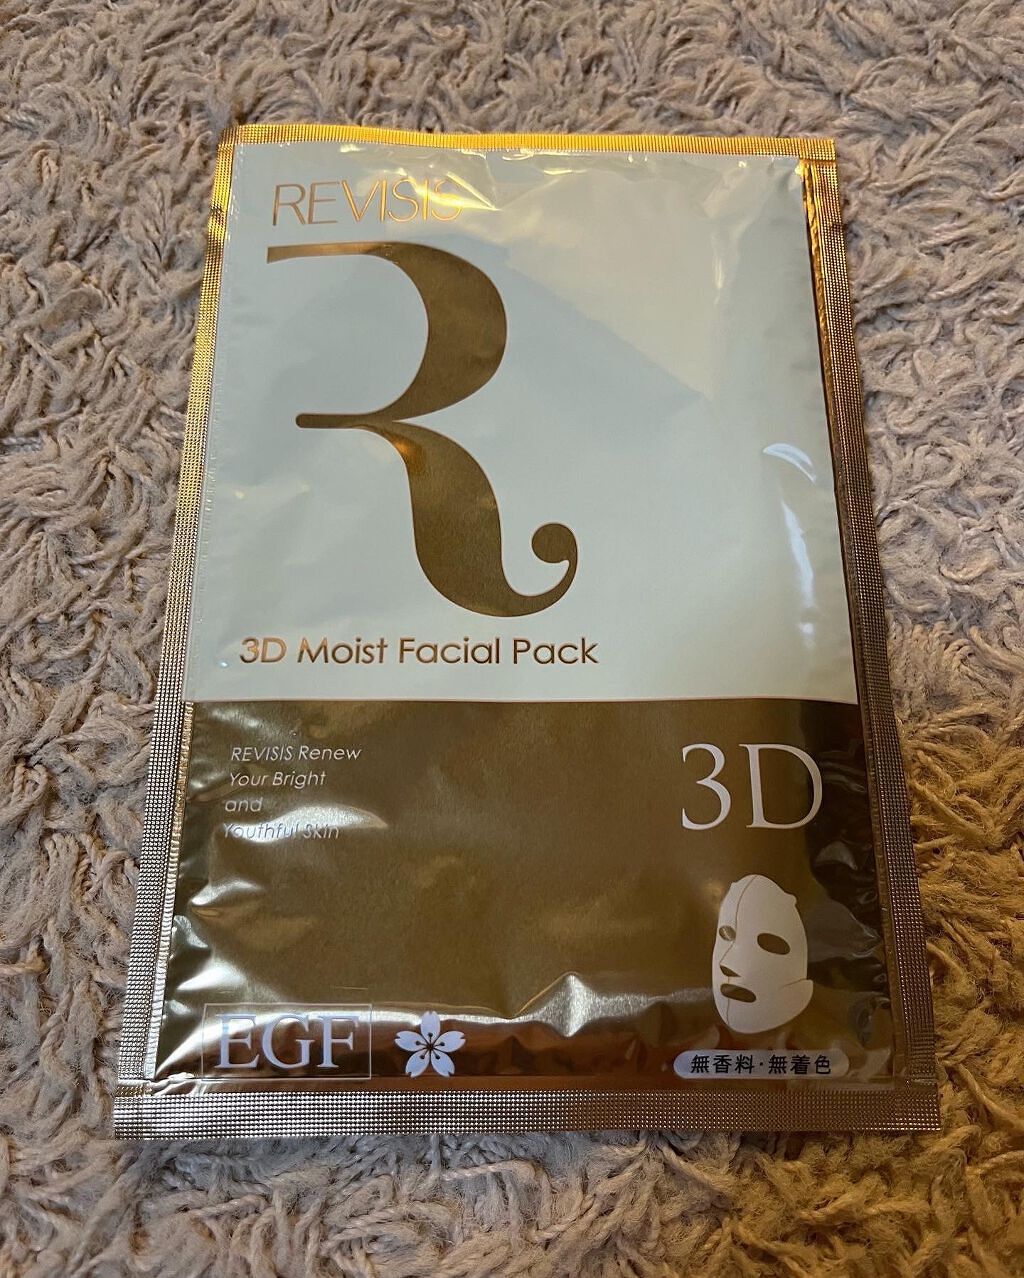 REVISIS
R
3D Moist Facial Pack
REVISIS Renew
Your Bright
and
Youthful Skin
3D
EGF
無香料・無着色